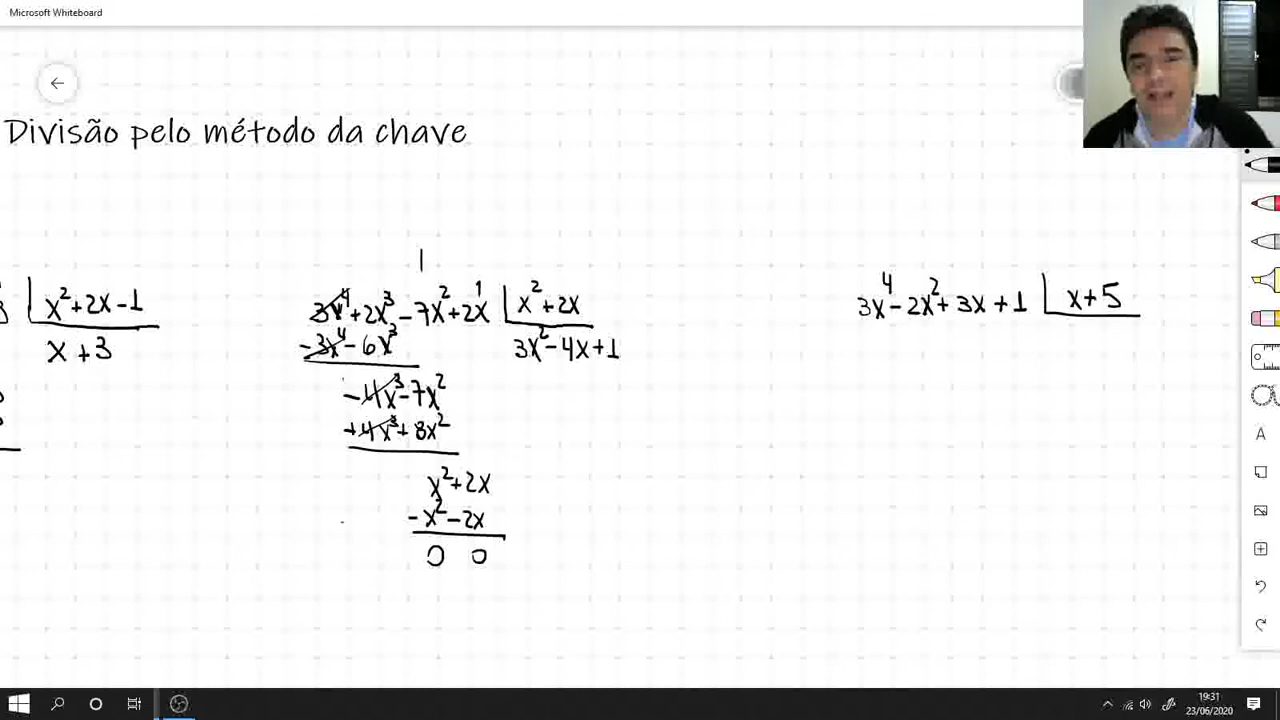 Microsoft Whiteboard
Divisão pelo método da chave
x²+2x-1
x+3
1
3x⁴+2x³-7x²+2x¹ x²+2x
-3x⁴-6x³ 3x²-4x+1
-4x³-7x²
+4x³+8x²
x²+2x
-x²-2x
0 0
3x⁴-2x²+3x+1 x+5
19:31
23/06/2020